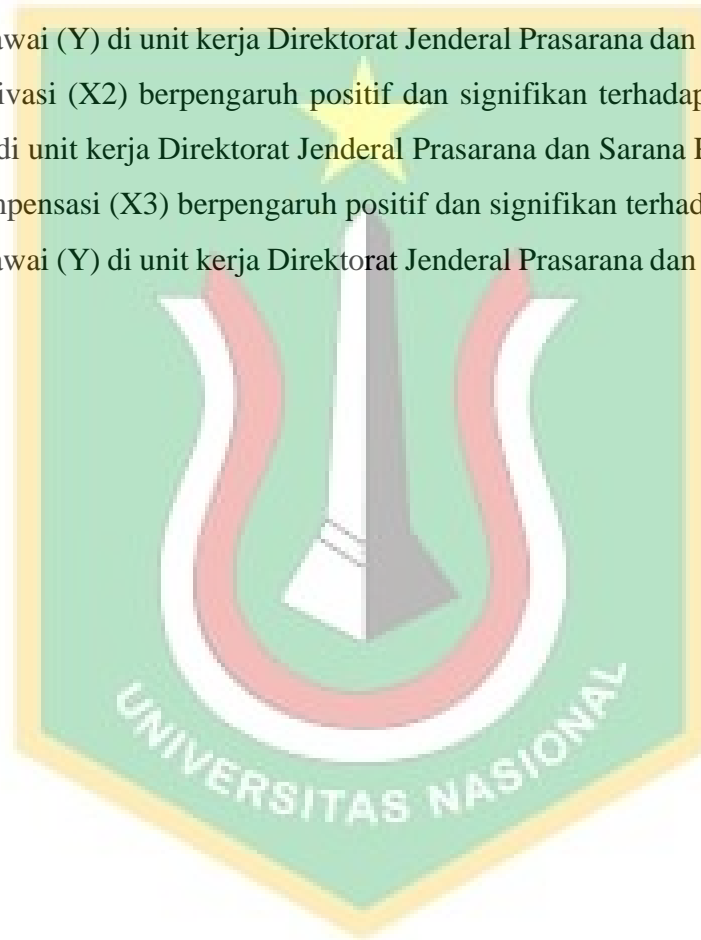 awai (Y) di unit kerja Direktorat Jenderal Prasarana dan
ivasi (X2) berpengaruh positif dan signifikan terhadap
di unit kerja Direktorat Jenderal Prasarana dan Sarana
npensasi (X3) berpengaruh positif dan signifikan terhad
awai (Y) di unit kerja Direktorat Jenderal Prasarana dan
UNIVERSITAS NASIONAL